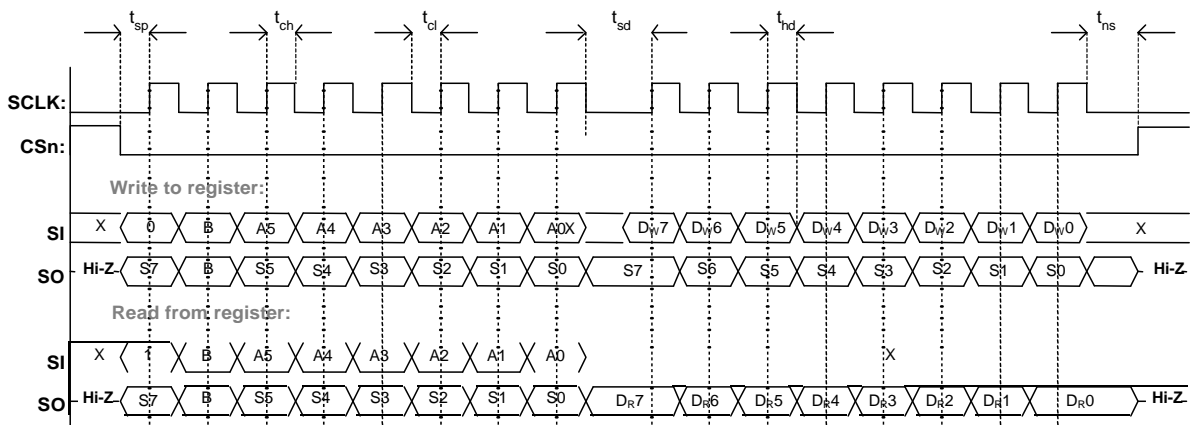 tsp tch tcl tsd thd tns
SCLK:
CSn:
Write to register:
SI X 0 B A5 A4 A3 A2 A1 A0 X DW7 DW6 DW5 DW4 DW3 DW2 DW1 DW0 X
SO Hi-Z S7 B S5 S4 S3 S2 S1 S0 S7 S6 S5 S4 S3 S2 S1 S0 Hi-Z
Read from register:
SI X 1 B A5 A4 A3 A2 A1 A0 X
SO Hi-Z S7 B S5 S4 S3 S2 S1 S0 DR7 DR6 DR5 DR4 DR3 DR2 DR1 DR0 Hi-Z